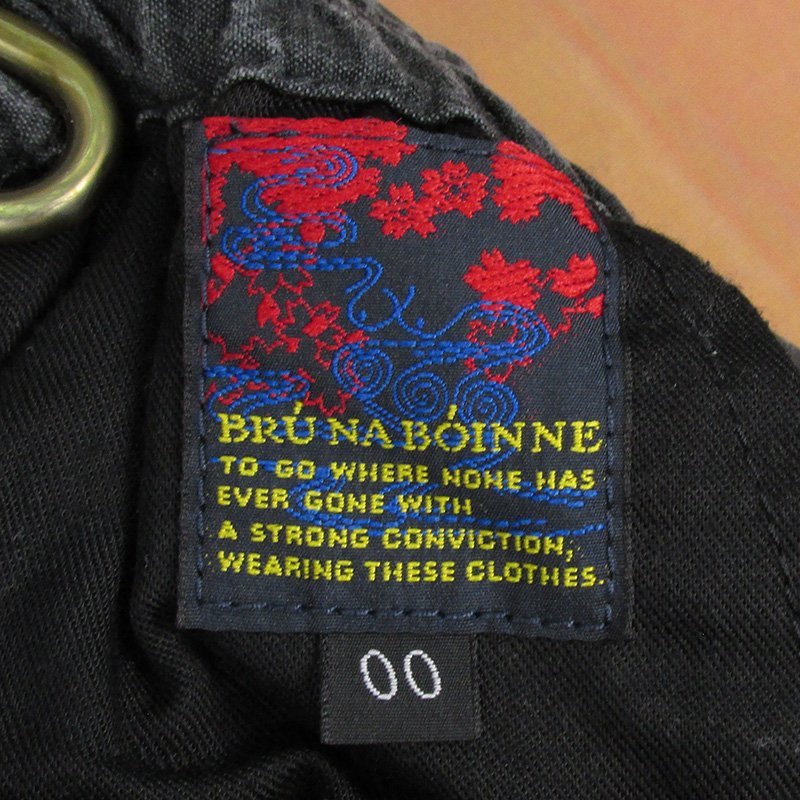 BRÚ NA BÓINNE
TO GO WHERE NONE HAS
EVER GONE WITH
A STRONG CONVICTION,
WEARING THESE CLOTHES.
00